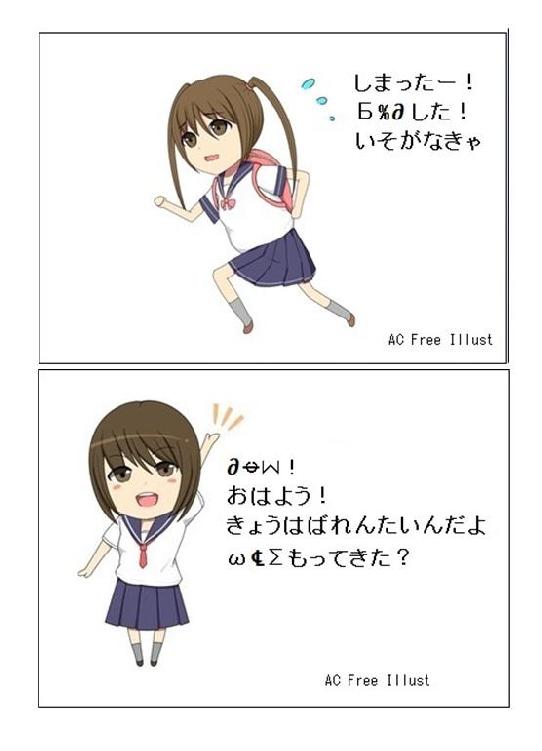 しまったー！
Б％∂した！
いそがなきゃ
AC Free Illust
∂ѳω！
おはよう！
きょうはばれんたいんだよ
ω℄Σもってきた？
AC Free Illust